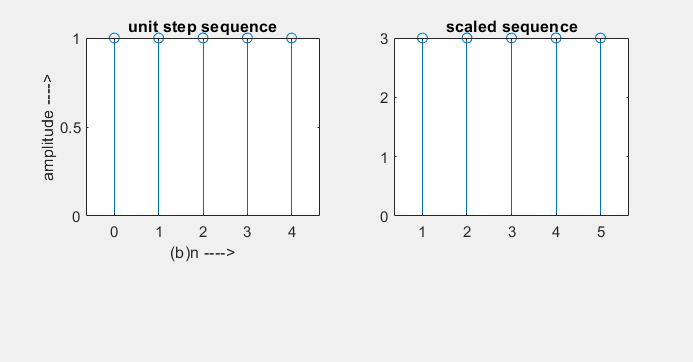 unit step sequence
1
0.5
0
amplitude ---->
0 1 2 3 4
(b)n ---->
scaled sequence
3
2
1
0
1 2 3 4 5